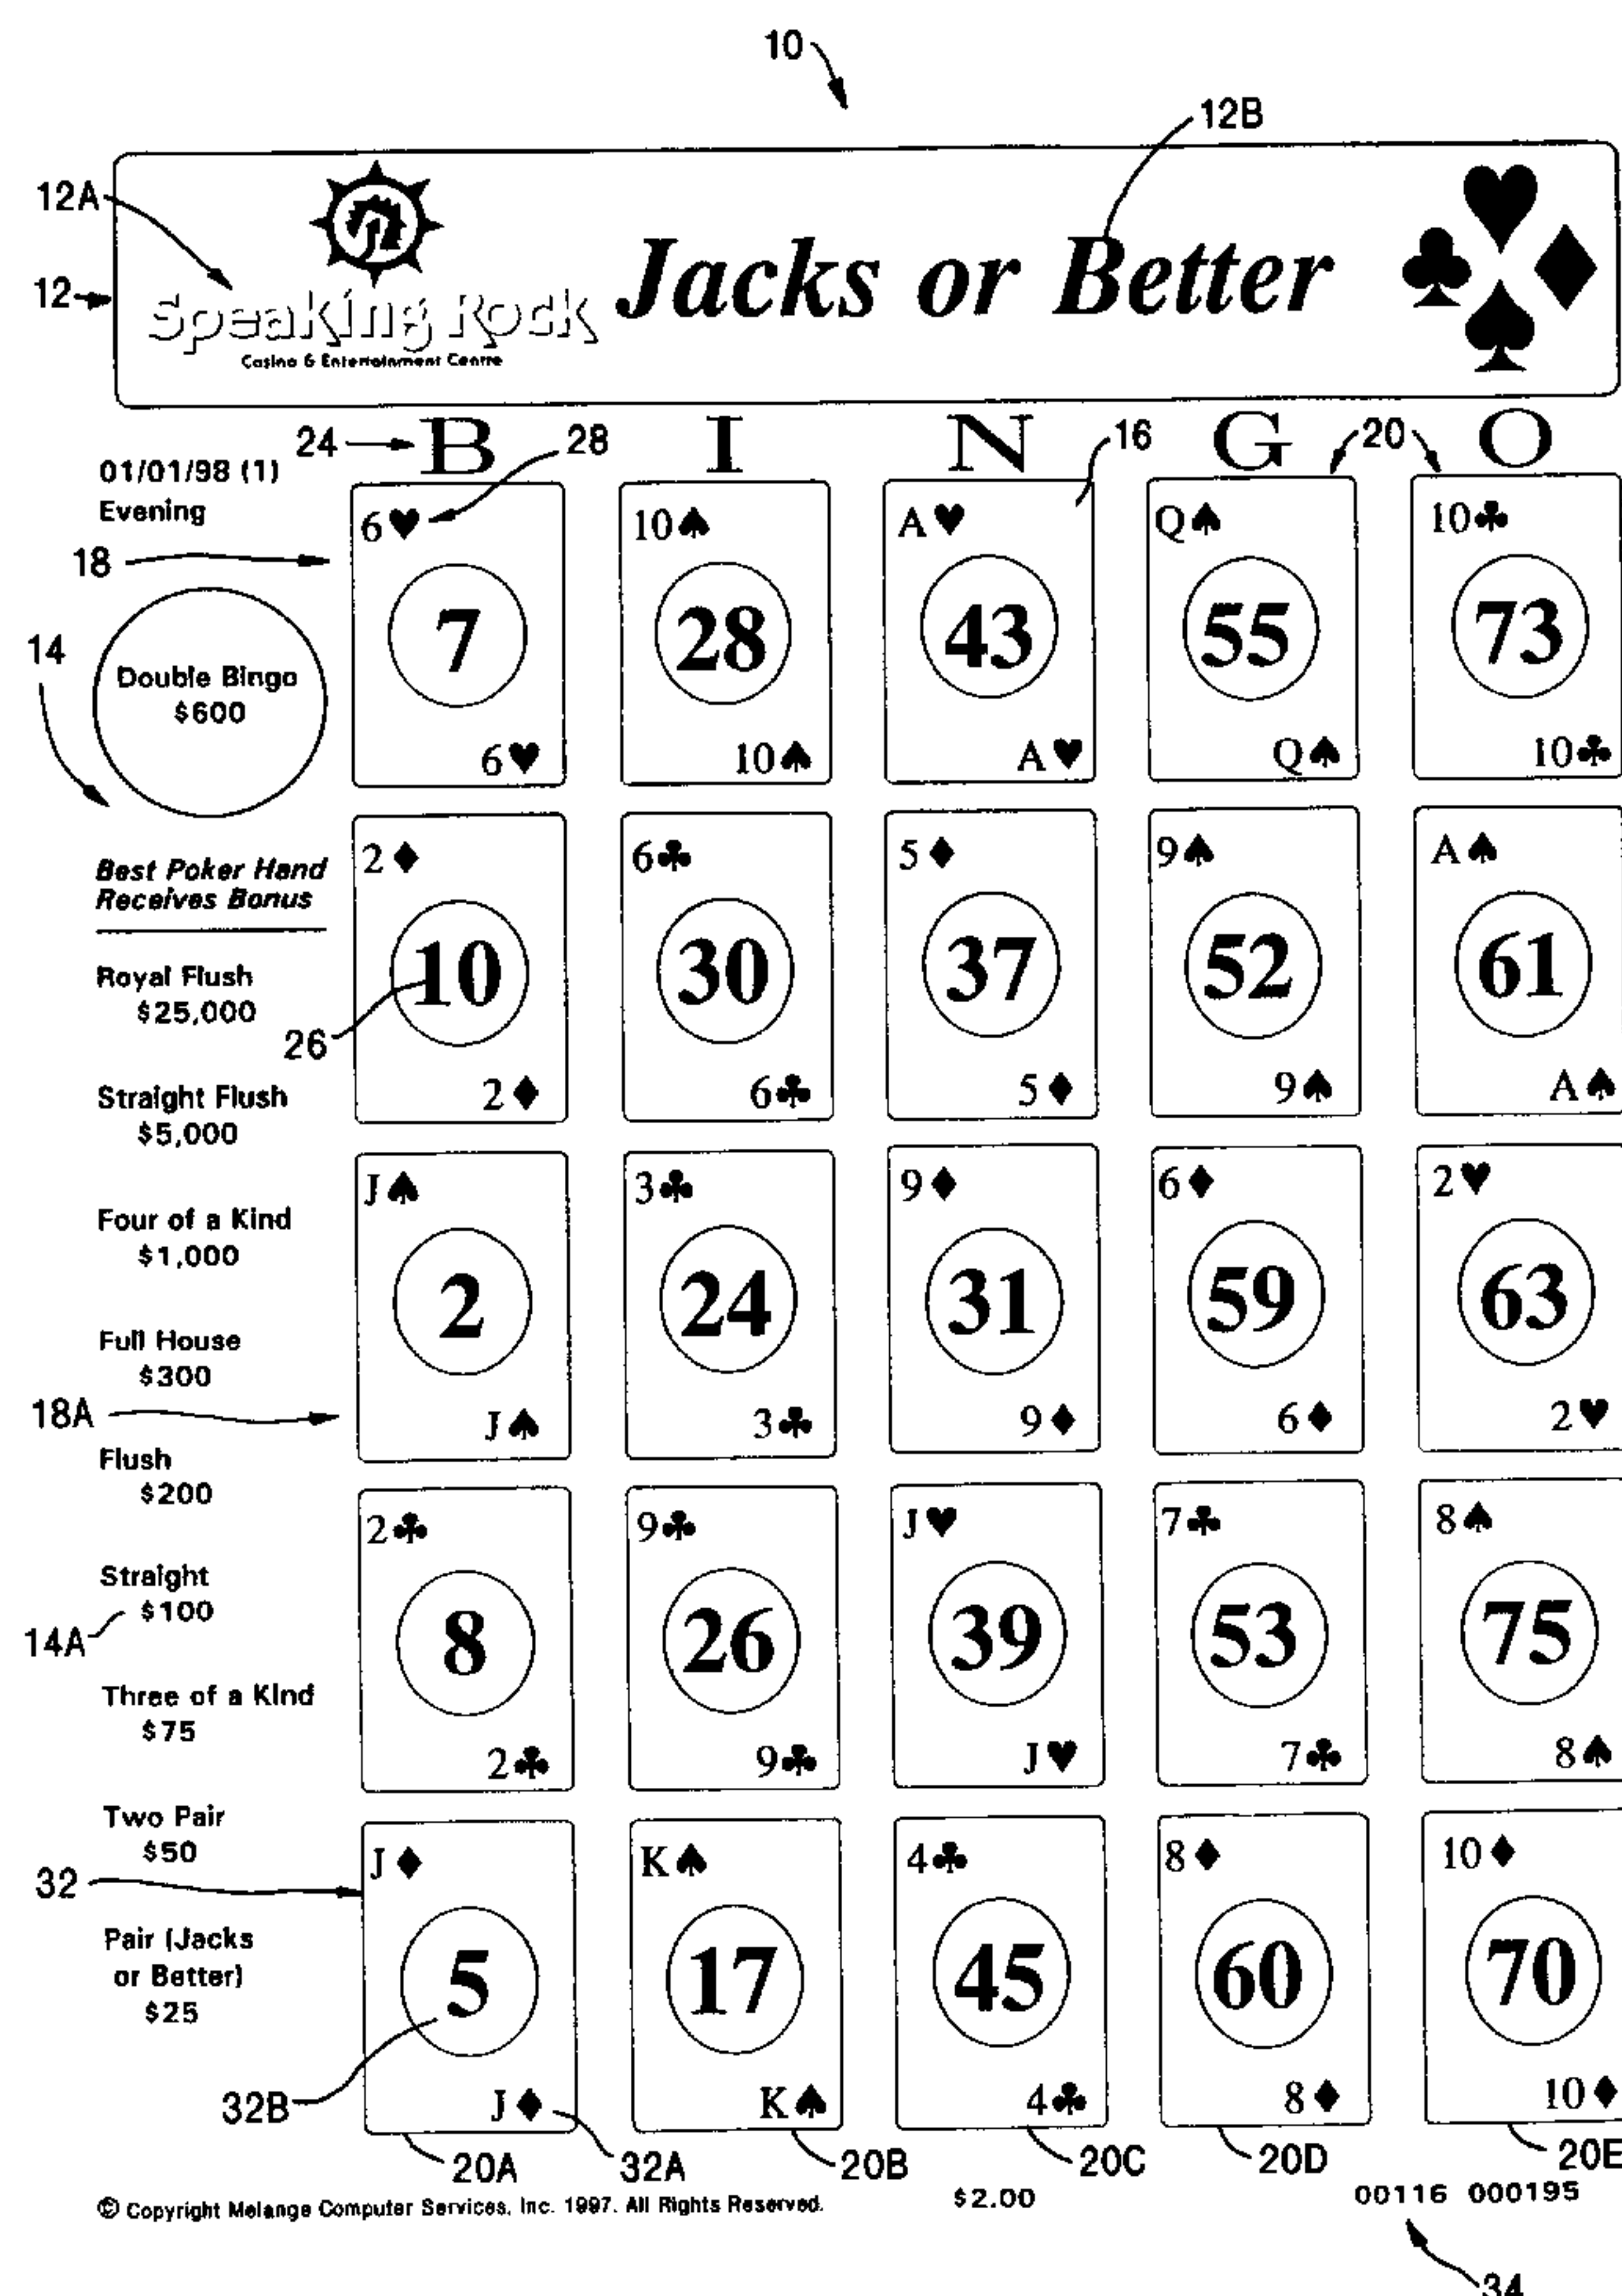 10
12B
12A
12
Speaking Rock
Casino & Entertainment Centre
Jacks or Better
24
B I N G O
28
16
20
01/01/98 (1)
Evening
18
14
Double Bingo
$600
6♥ 10♠ A♥ Q♠ 10♣
7 28 43 55 73
6♥ 10♠ A♥ Q♠ 10♣
Best Poker Hand
Receives Bonus
2♦ 6♣ 5♦ 9♠ A♠
10 30 37 52 61
2♦ 6♣ 5♦ 9♠ A♠
Royal Flush
$25,000
26
Straight Flush
$5,000
J♠ 3♣ 9♦ 6♦ 2♥
2 24 31 59 63
J♠ 3♣ 9♦ 6♦ 2♥
Four of a Kind
$1,000
Full House
$300
18A
Flush
$200
2♣ 9♣ J♥ 7♣ 8♠
8 26 39 53 75
2♣ 9♣ J♥ 7♣ 8♠
Straight
$100
14A
Three of a Kind
$75
Two Pair
$50
32
J♦ K♠ 4♣ 8♦ 10♦
5 17 45 60 70
J♦ K♠ 4♣ 8♦ 10♦
Pair (Jacks
or Better)
$25
32B
20A
32A
20B
20C
20D
20E
© Copyright Melange Computer Services, Inc. 1997. All Rights Reserved.
$2.00
00116 000195
34